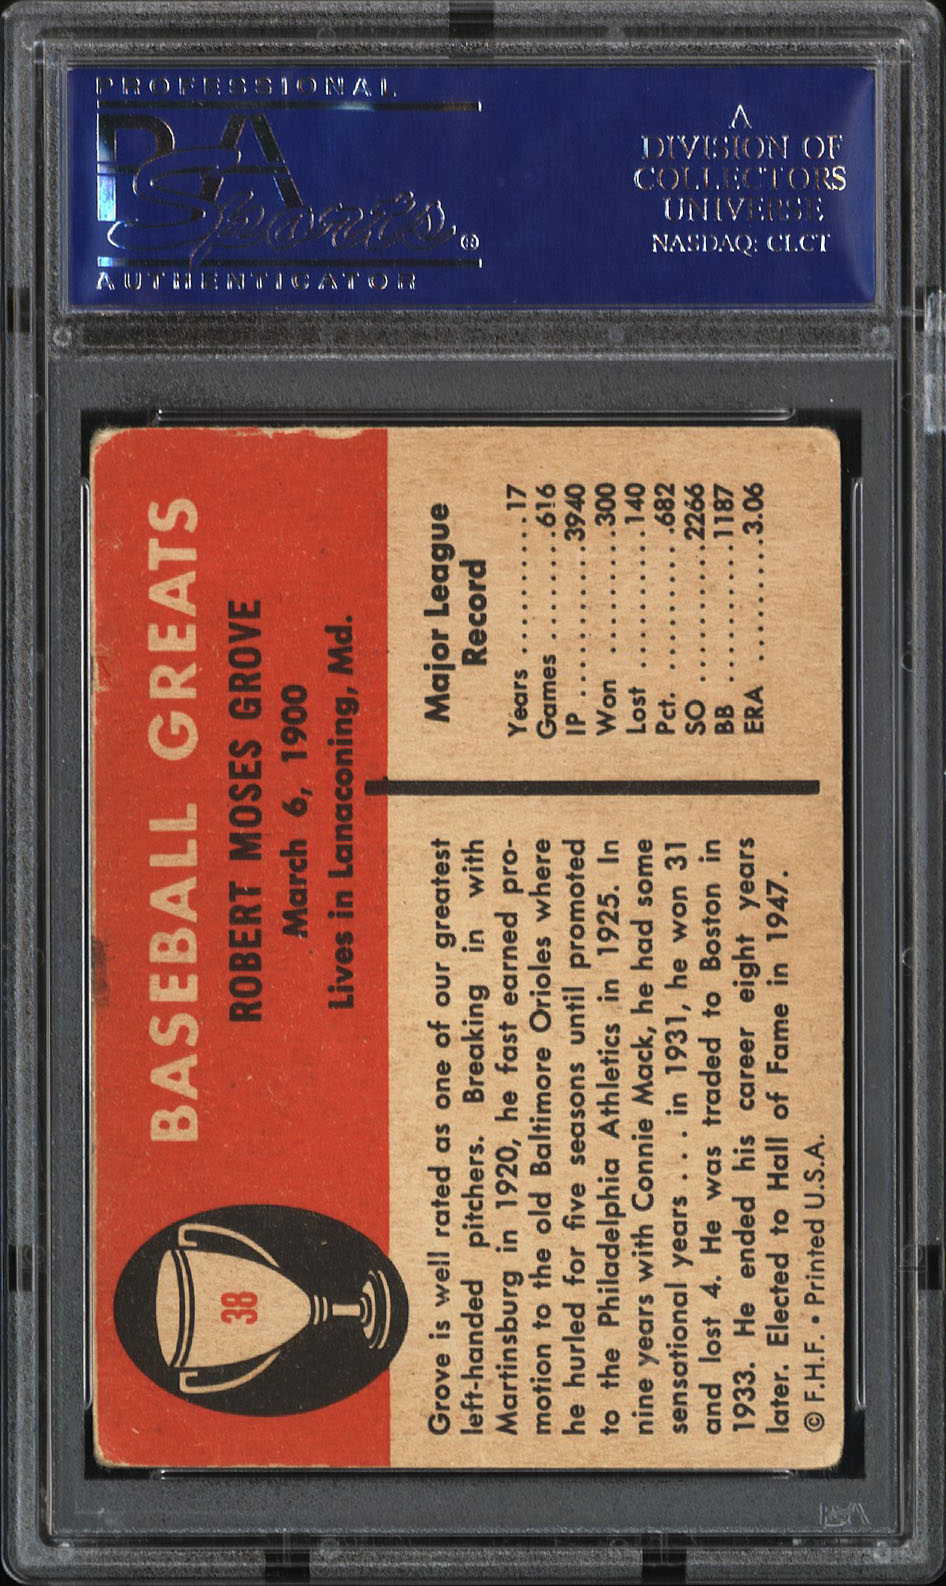 PROFESSIONAL
PSA
Sports®
AUTHENTICATOR
A
DIVISION OF
COLLECTORS
UNIVERSE
NASDAQ: CLCT
38
BASEBALL GREATS
ROBERT MOSES GROVE
March 6, 1900
Lives in Lanaconing, Md.
Grove is well rated as one of our greatest
left-handed pitchers. Breaking in with
Martinsburg in 1920, he fast earned pro-
motion to the old Baltimore Orioles where
he hurled for five seasons until promoted
to the Philadelphia Athletics in 1925. In
nine years with Connie Mack, he had some
sensational years . . . in 1931, he won 31
and lost 4. He was traded to Boston in
1933. He ended his career eight years
later. Elected to Hall of Fame in 1947.
© F.H.F. • Printed U.S.A.
Major League
Record
Years ..........17
Games ........616
IP ............3940
Won ..........300
Lost ..........140
Pct. ..........682
SO ..........2266
BB ..........1187
ERA ..........3.06
PSA